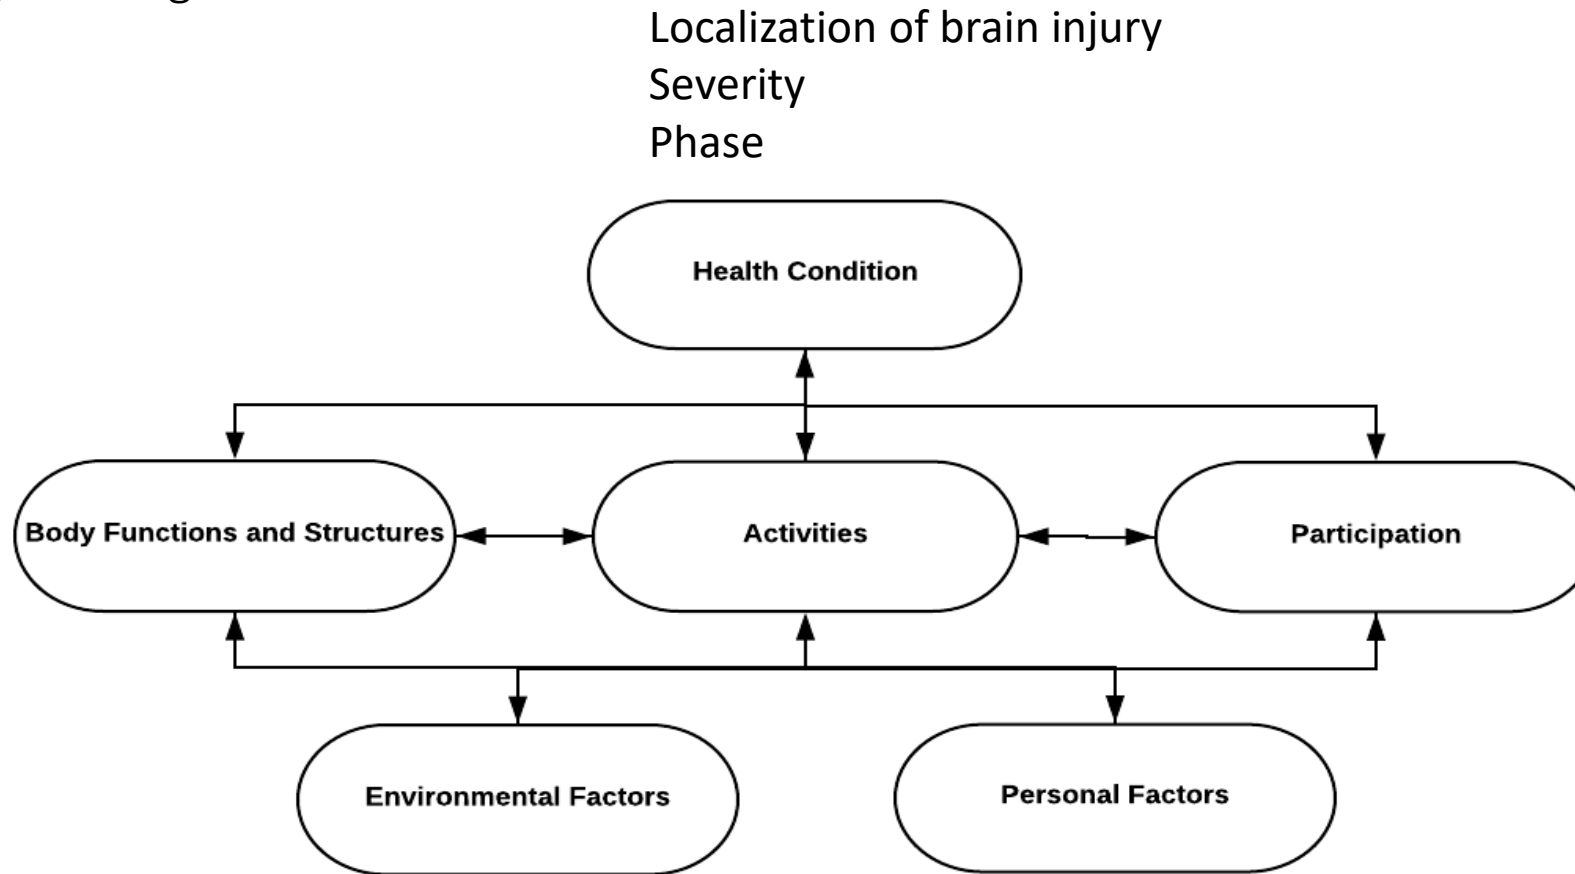 Localization of brain injury
Severity
Phase
Health Condition
Body Functions and Structures
Activities
Participation
Environmental Factors
Personal Factors